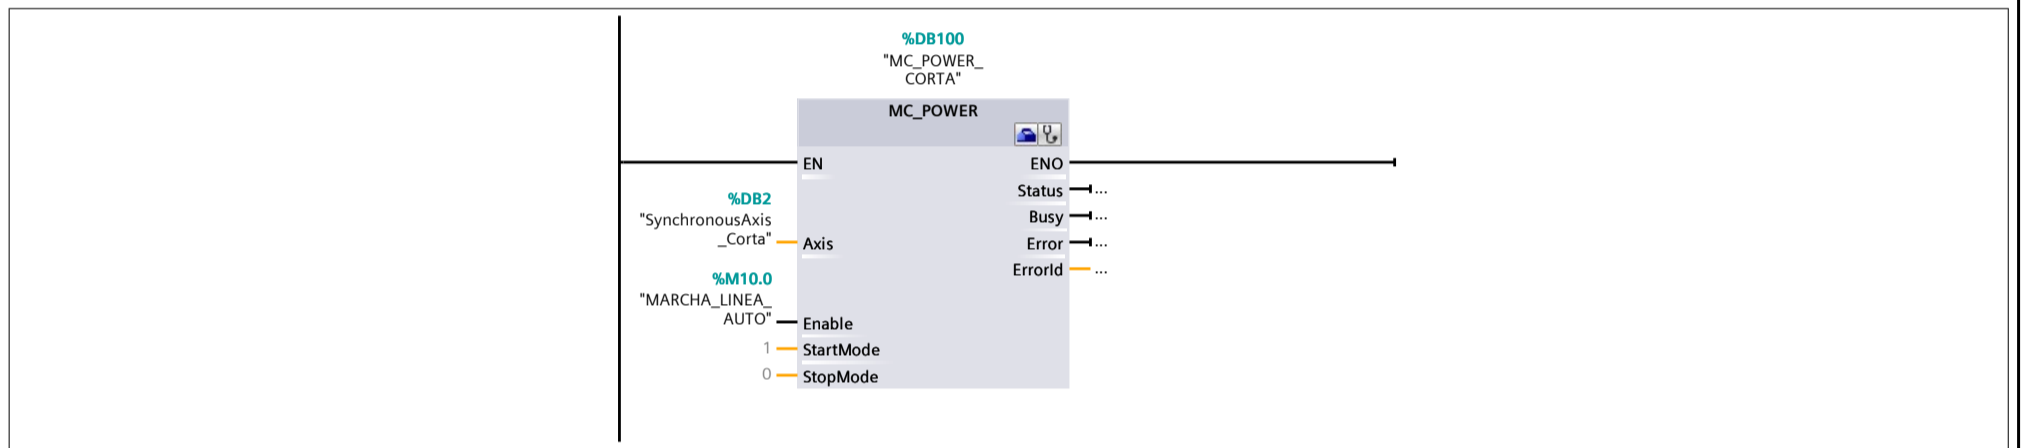 %DB100
"MC_POWER_
CORTA"
MC_POWER
EN
ENO
Status
...
%DB2
"SynchronousAxis
_Corta"
Busy
...
Axis
Error
...
ErrorId
...
%M10.0
"MARCHA_LINEA_
AUTO"
Enable
1
StartMode
0
StopMode